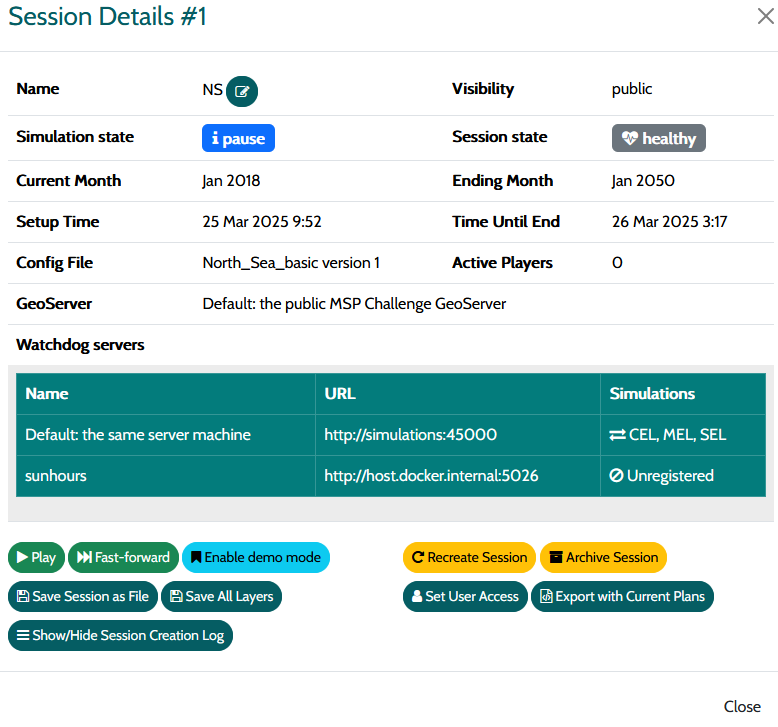 Session Details #1
Name NS Visibility public
Simulation state pause Session state healthy
Current Month Jan 2018 Ending Month Jan 2050
Setup Time 25 Mar 2025 9:52 Time Until End 26 Mar 2025 3:17
Config File North_Sea_basic version 1 Active Players 0
GeoServer Default: the public MSP Challenge GeoServer
Watchdog servers
Name URL Simulations
Default: the same server machine http://simulations:45000 CEL, MEL, SEL
sunhours http://host.docker.internal:5026 Unregistered
Play Fast-forward Enable demo mode Recreate Session Archive Session
Save Session as File Save All Layers Set User Access Export with Current Plans
Show/Hide Session Creation Log
Close